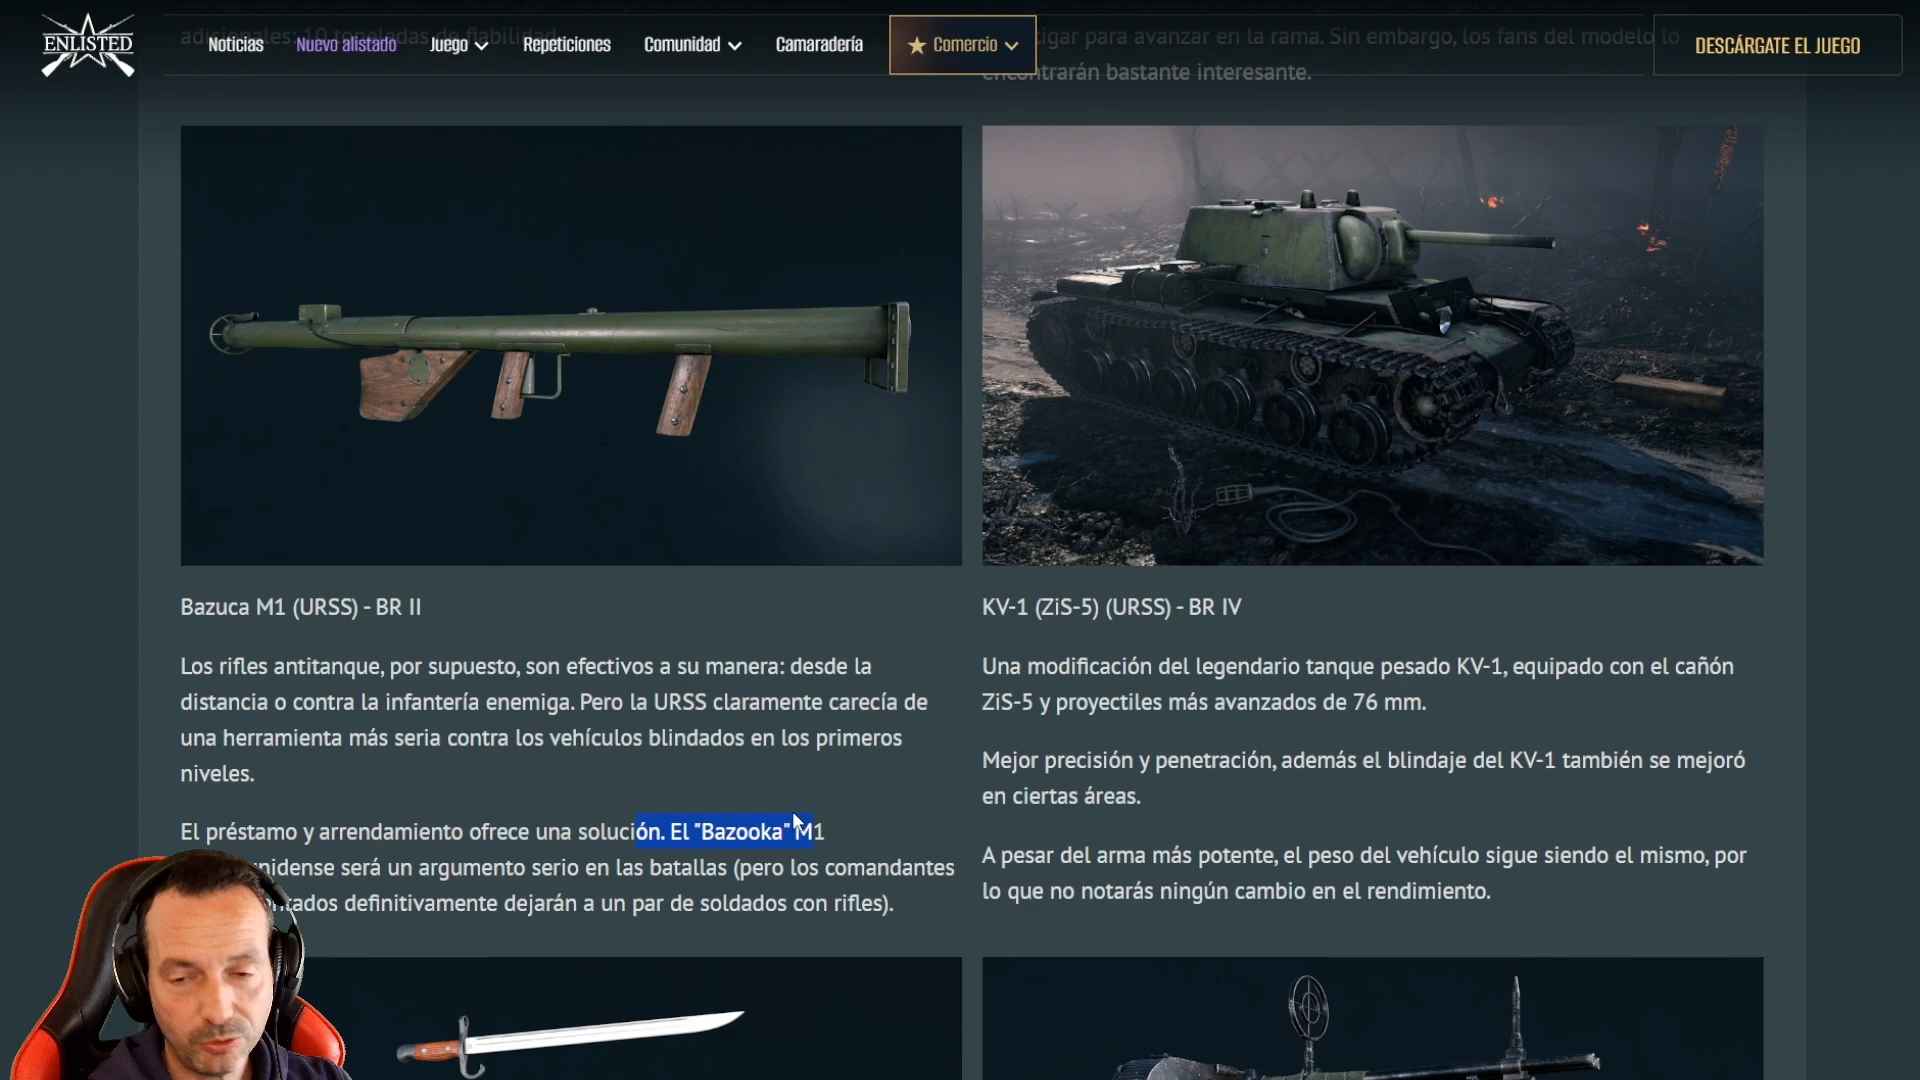 adicionales: 10 toneladas de fiabilidad.
ENLISTED
Noticias
Nuevo alistado
Juego
Repeticiones
Comunidad
Camaradería
Comercio
DESCÁRGATE EL JUEGO
tigar para avanzar en la rama. Sin embargo, los fans del modelo lo
encontrarán bastante interesante.
Bazuca M1 (URSS) - BR II
Los rifles antitanque, por supuesto, son efectivos a su manera: desde la
distancia o contra la infantería enemiga. Pero la URSS claramente carecía de
una herramienta más seria contra los vehículos blindados en los primeros
niveles.
El préstamo y arrendamiento ofrece una solución. El "Bazooka" M1
unidense será un argumento serio en las batallas (pero los comandantes
ntados definitivamente dejarán a un par de soldados con rifles).
KV-1 (ZiS-5) (URSS) - BR IV
Una modificación del legendario tanque pesado KV-1, equipado con el cañón
ZiS-5 y proyectiles más avanzados de 76 mm.
Mejor precisión y penetración, además el blindaje del KV-1 también se mejoró
en ciertas áreas.
A pesar del arma más potente, el peso del vehículo sigue siendo el mismo, por
lo que no notarás ningún cambio en el rendimiento.